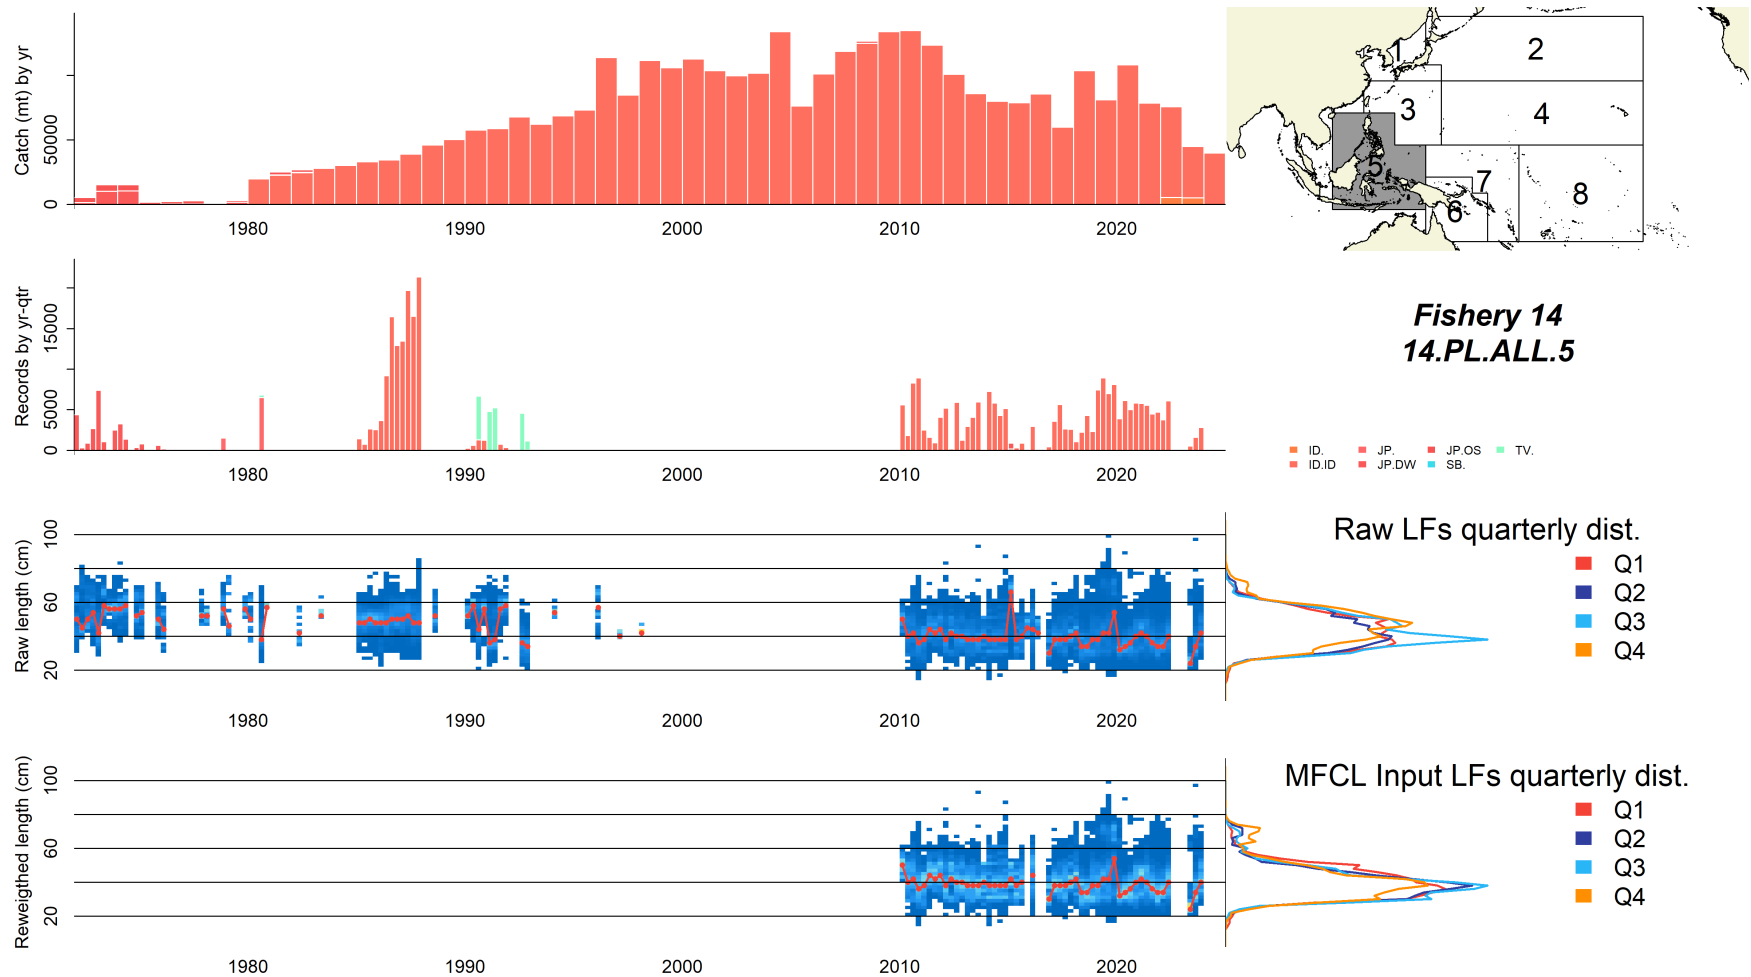 Catch (mt) by yr
50000
0
1980 1990 2000 2010 2020
1
2
3
4
5
6
7
8
Records by yr-qtr
15000
5000
0
1980 1990 2000 2010 2020
Fishery 14
14.PL.ALL.5
ID. JP. JP.OS TV.
ID.ID JP.DW SB.
Raw length (cm)
100
60
20
1980 1990 2000 2010 2020
Raw LFs quarterly dist.
Q1
Q2
Q3
Q4
Reweigthed length (cm)
100
60
20
1980 1990 2000 2010 2020
MFCL Input LFs quarterly dist.
Q1
Q2
Q3
Q4